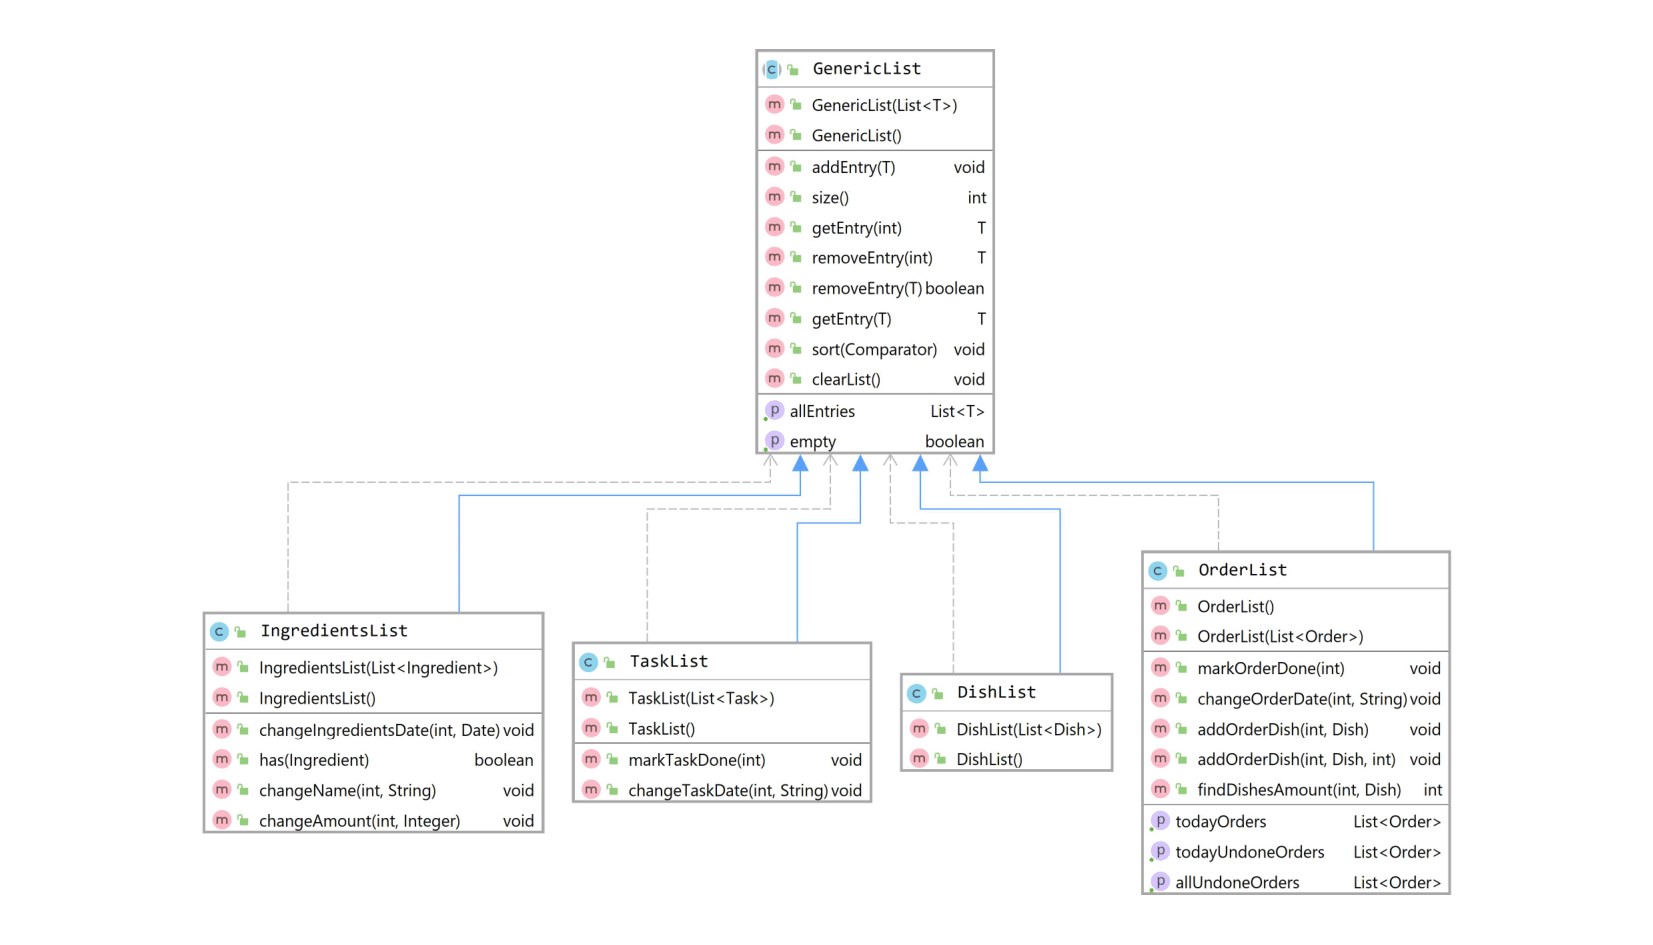 GenericList
GenericList(List<T>)
GenericList()
addEntry(T) void
size() int
getEntry(int) T
removeEntry(int) T
removeEntry(T) boolean
getEntry(T) T
sort(Comparator) void
clearList() void
allEntries List<T>
empty boolean
IngredientsList
IngredientsList(List<Ingredient>)
IngredientsList()
changeIngredientsDate(int, Date) void
has(Ingredient) boolean
changeName(int, String) void
changeAmount(int, Integer) void
TaskList
TaskList(List<Task>)
TaskList()
markTaskDone(int) void
changeTaskDate(int, String) void
DishList
DishList(List<Dish>)
DishList()
OrderList
OrderList()
OrderList(List<Order>)
markOrderDone(int) void
changeOrderDate(int, String) void
addOrderDish(int, Dish) void
addOrderDish(int, Dish, int) void
findDishesAmount(int, Dish) int
todayOrders List<Order>
todayUndoneOrders List<Order>
allUndoneOrders List<Order>